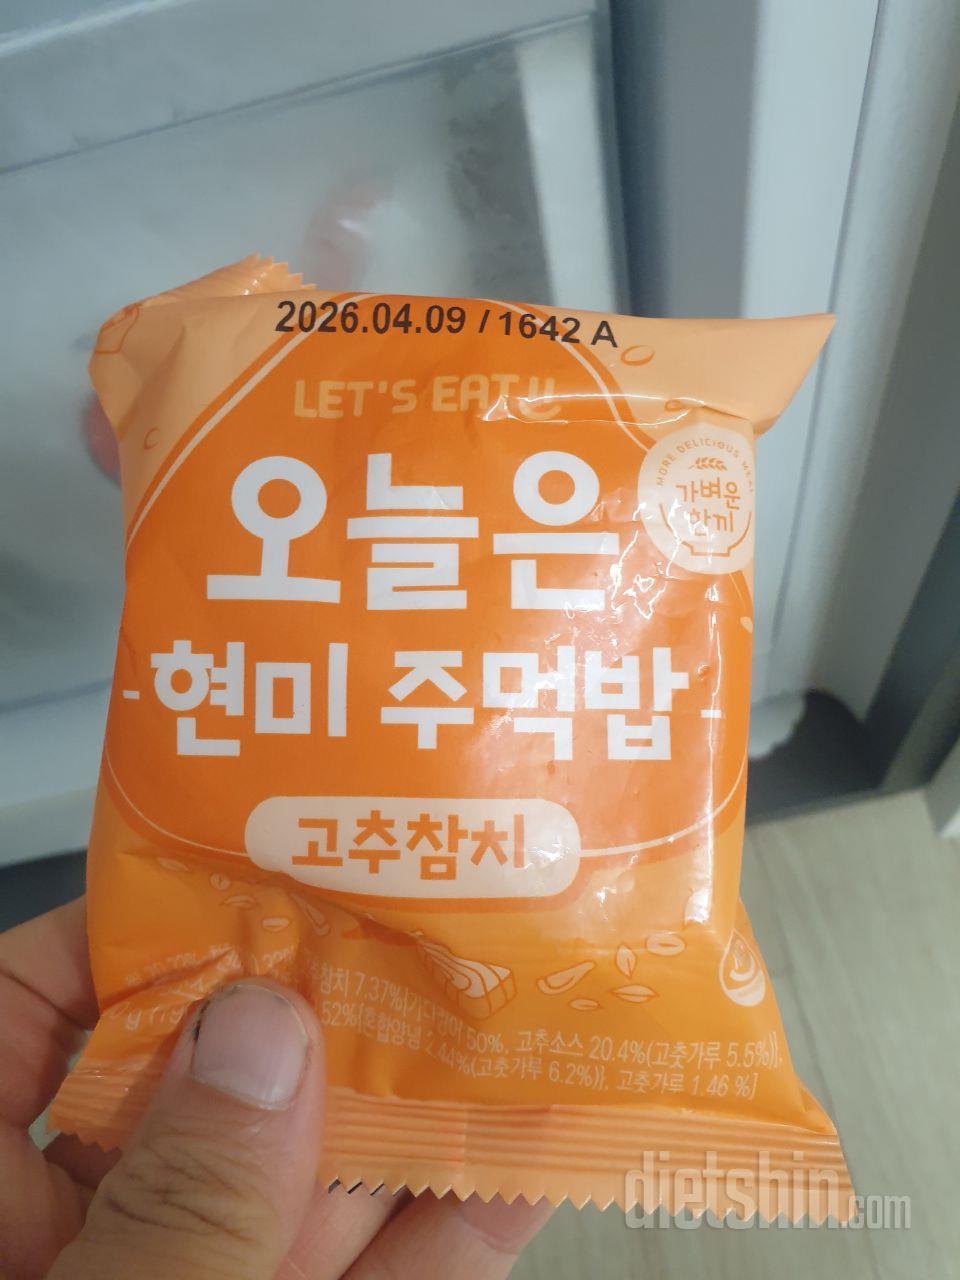 2026.04.09 / 1642 A
LET'S EAT
MORE DELICIOUS MEAL
가벼운
한끼
오늘은
-현미 주먹밥-
고추참치
고추참치 7.37%{가다랑어 50%, 고추소스 20.4%(고춧가루 5.5%)},
52%{혼합양념 2.44%(고춧가루 6.2%)}, 고춧가루 1.46 %]
dietshin.com